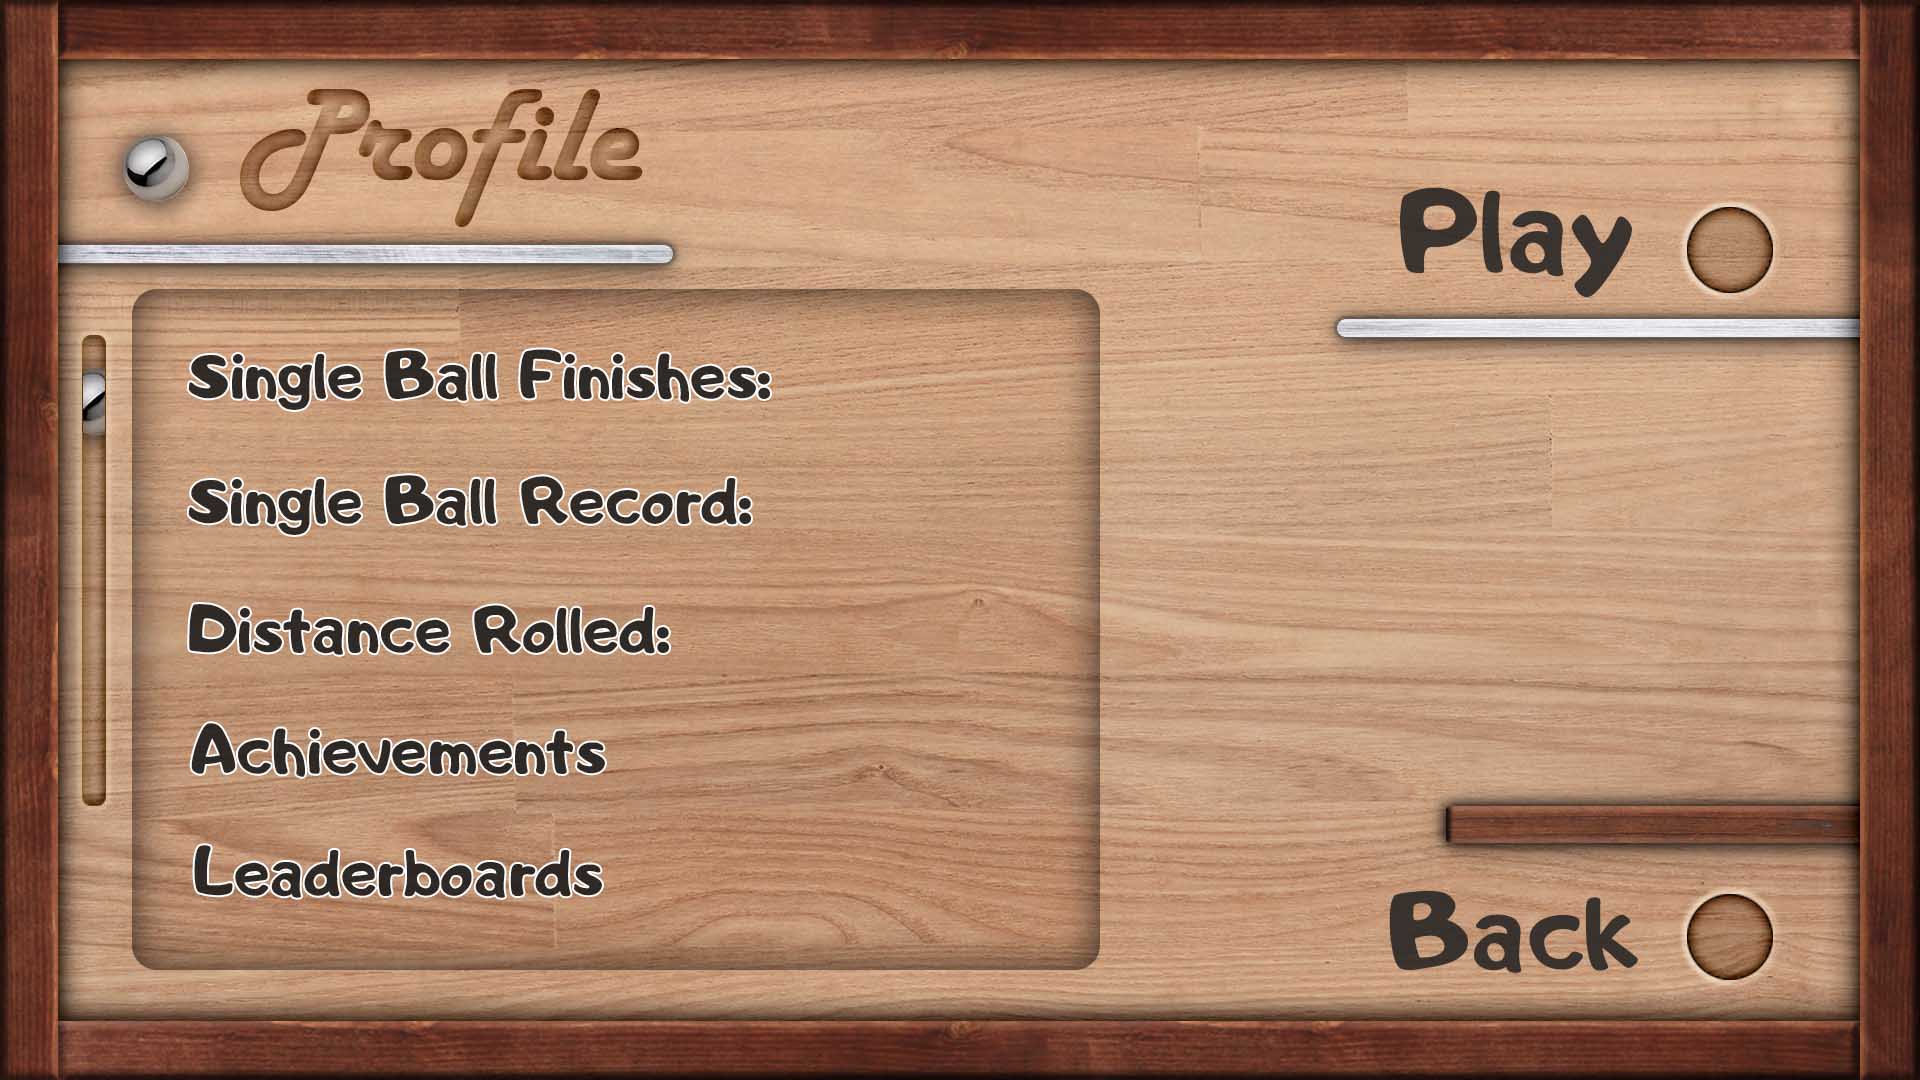 Profile
Play
Single Ball Finishes:
Single Ball Record:
Distance Rolled:
Achievements
Leaderboards
Back